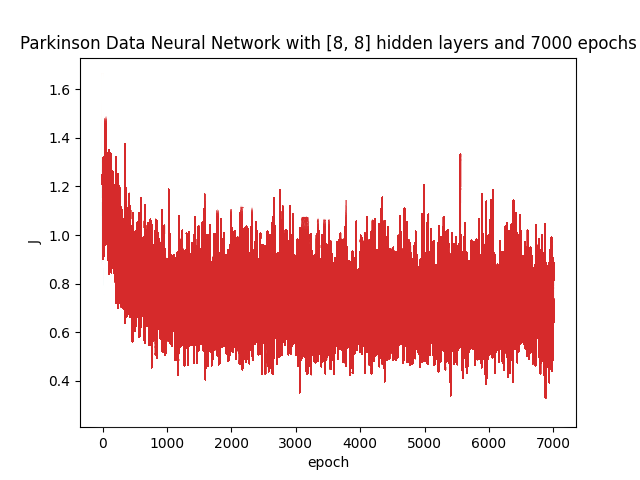 Parkinson Data Neural Network with [8, 8] hidden layers and 7000 epochs
1.6
1.4
1.2
1.0
0.8
0.6
0.4
J
0 1000 2000 3000 4000 5000 6000 7000
epoch